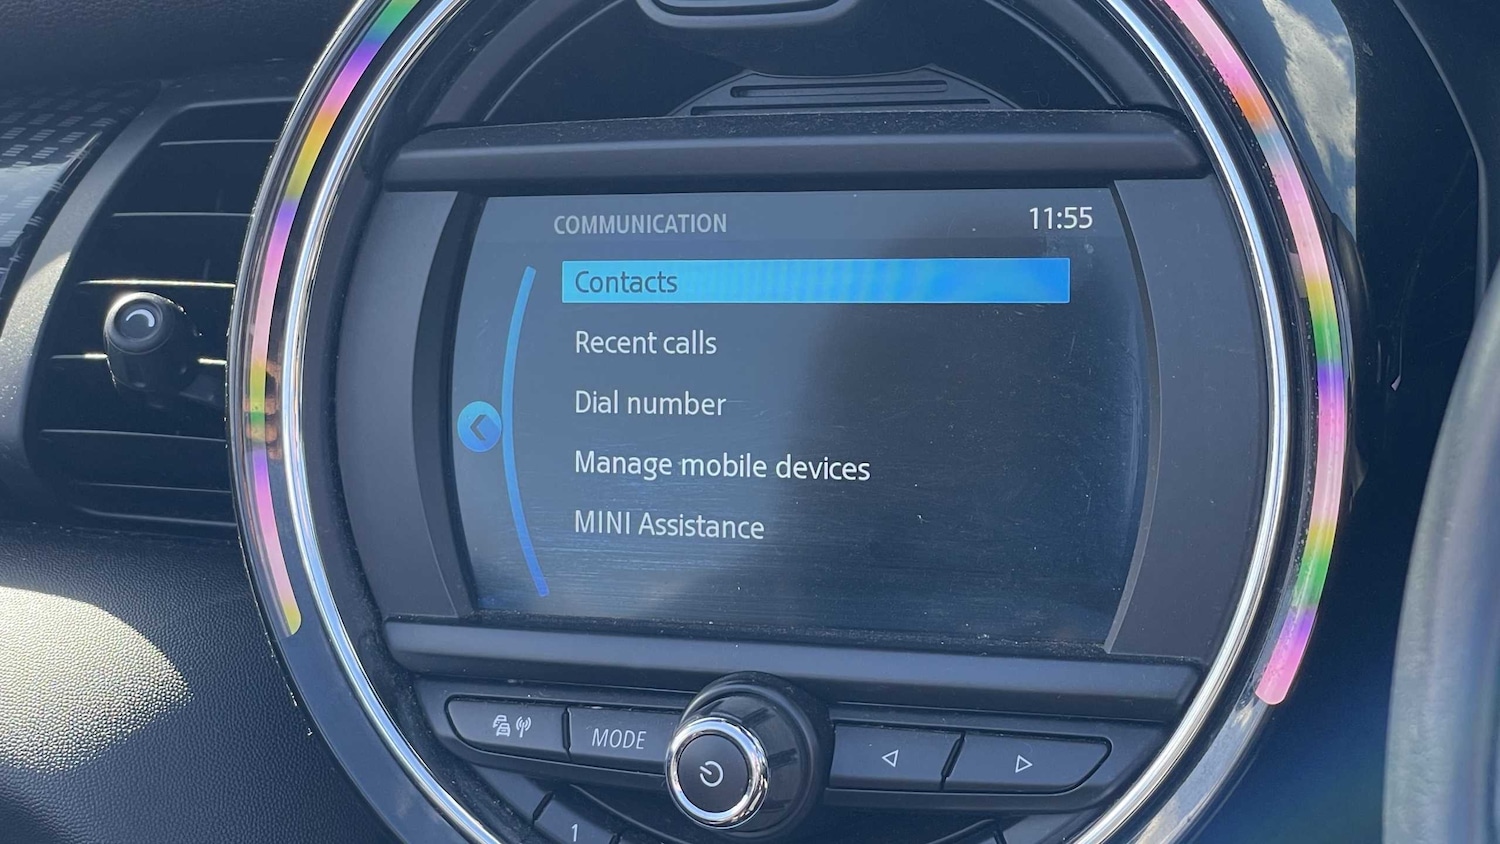 COMMUNICATION 11:55
Contacts
Recent calls
Dial number
Manage mobile devices
MINI Assistance
MODE
1